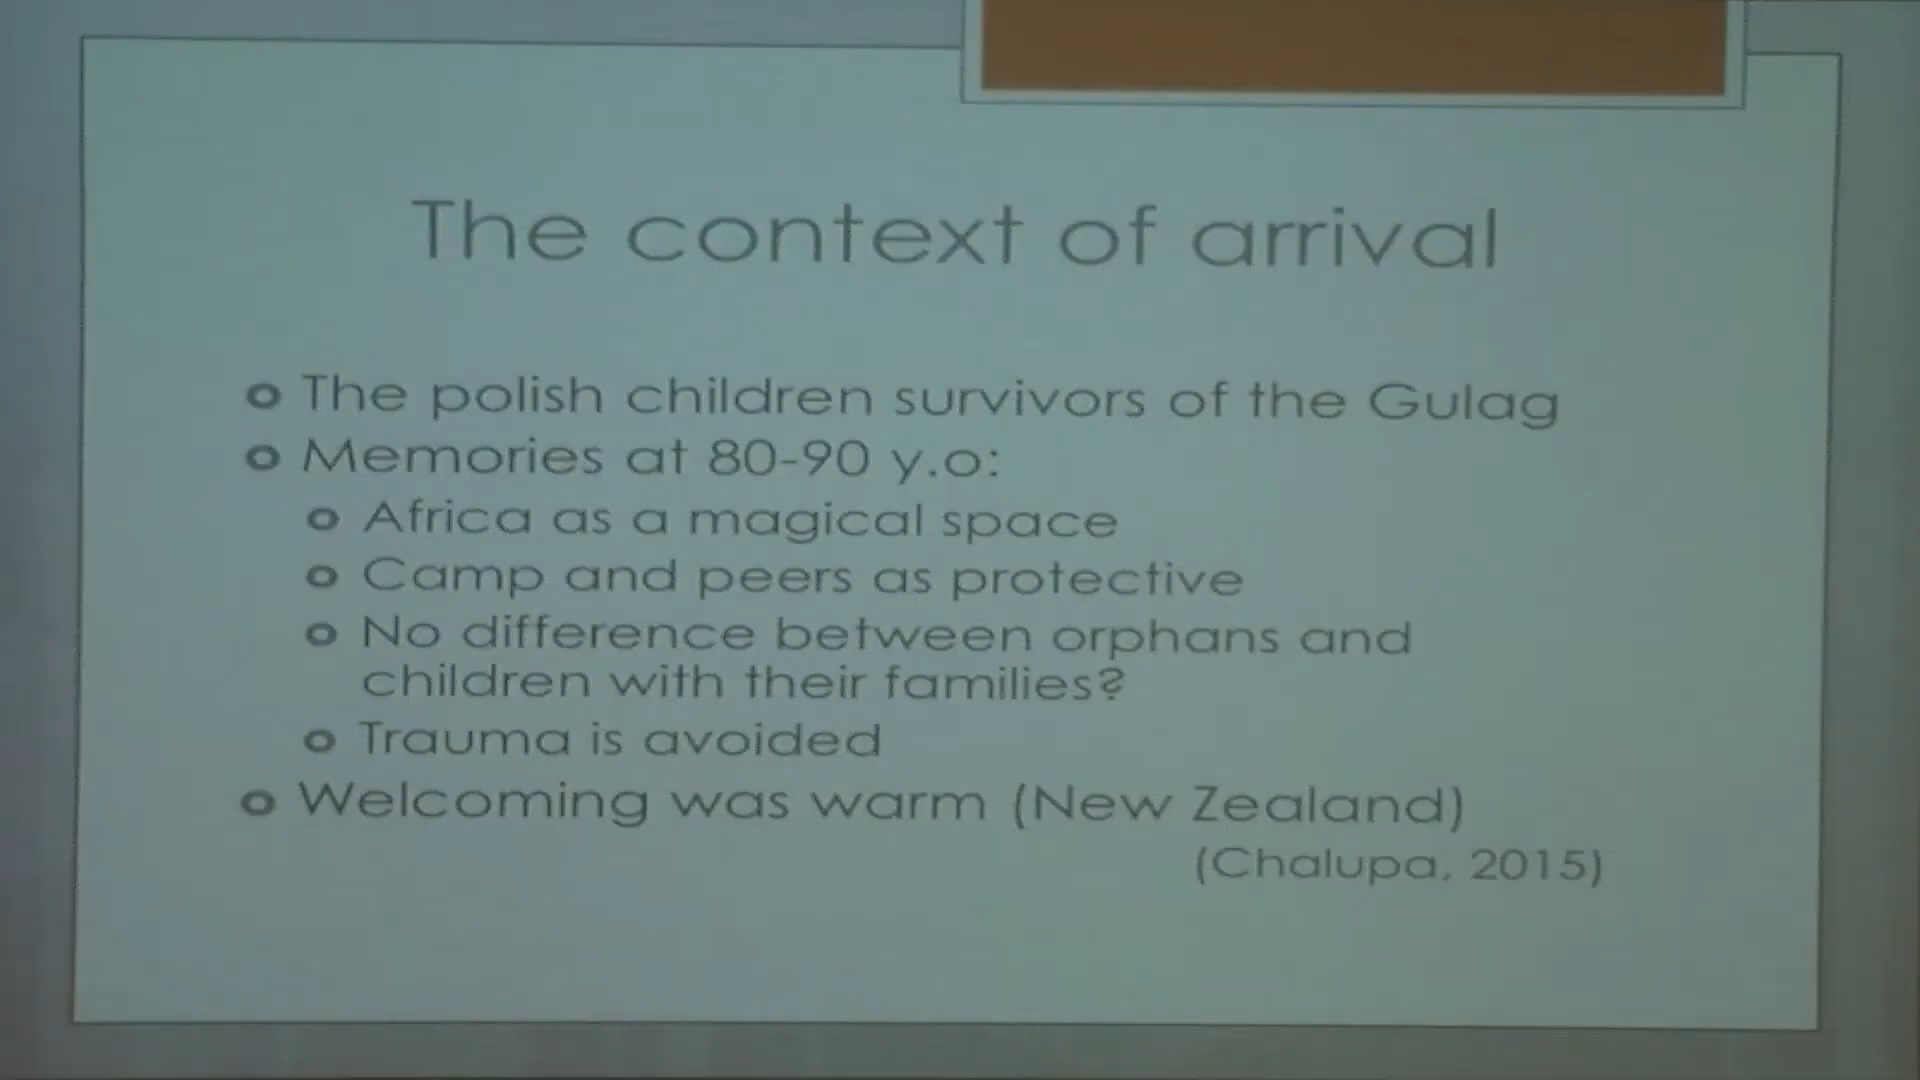 The context of arrival
The polish children survivors of the Gulag
Memories at 80-90 y.o:
Africa as a magical space
Camp and peers as protective
No difference between orphans and
children with their families?
Trauma is avoided
Welcoming was warm (New Zealand)
(Chalupa, 2015)